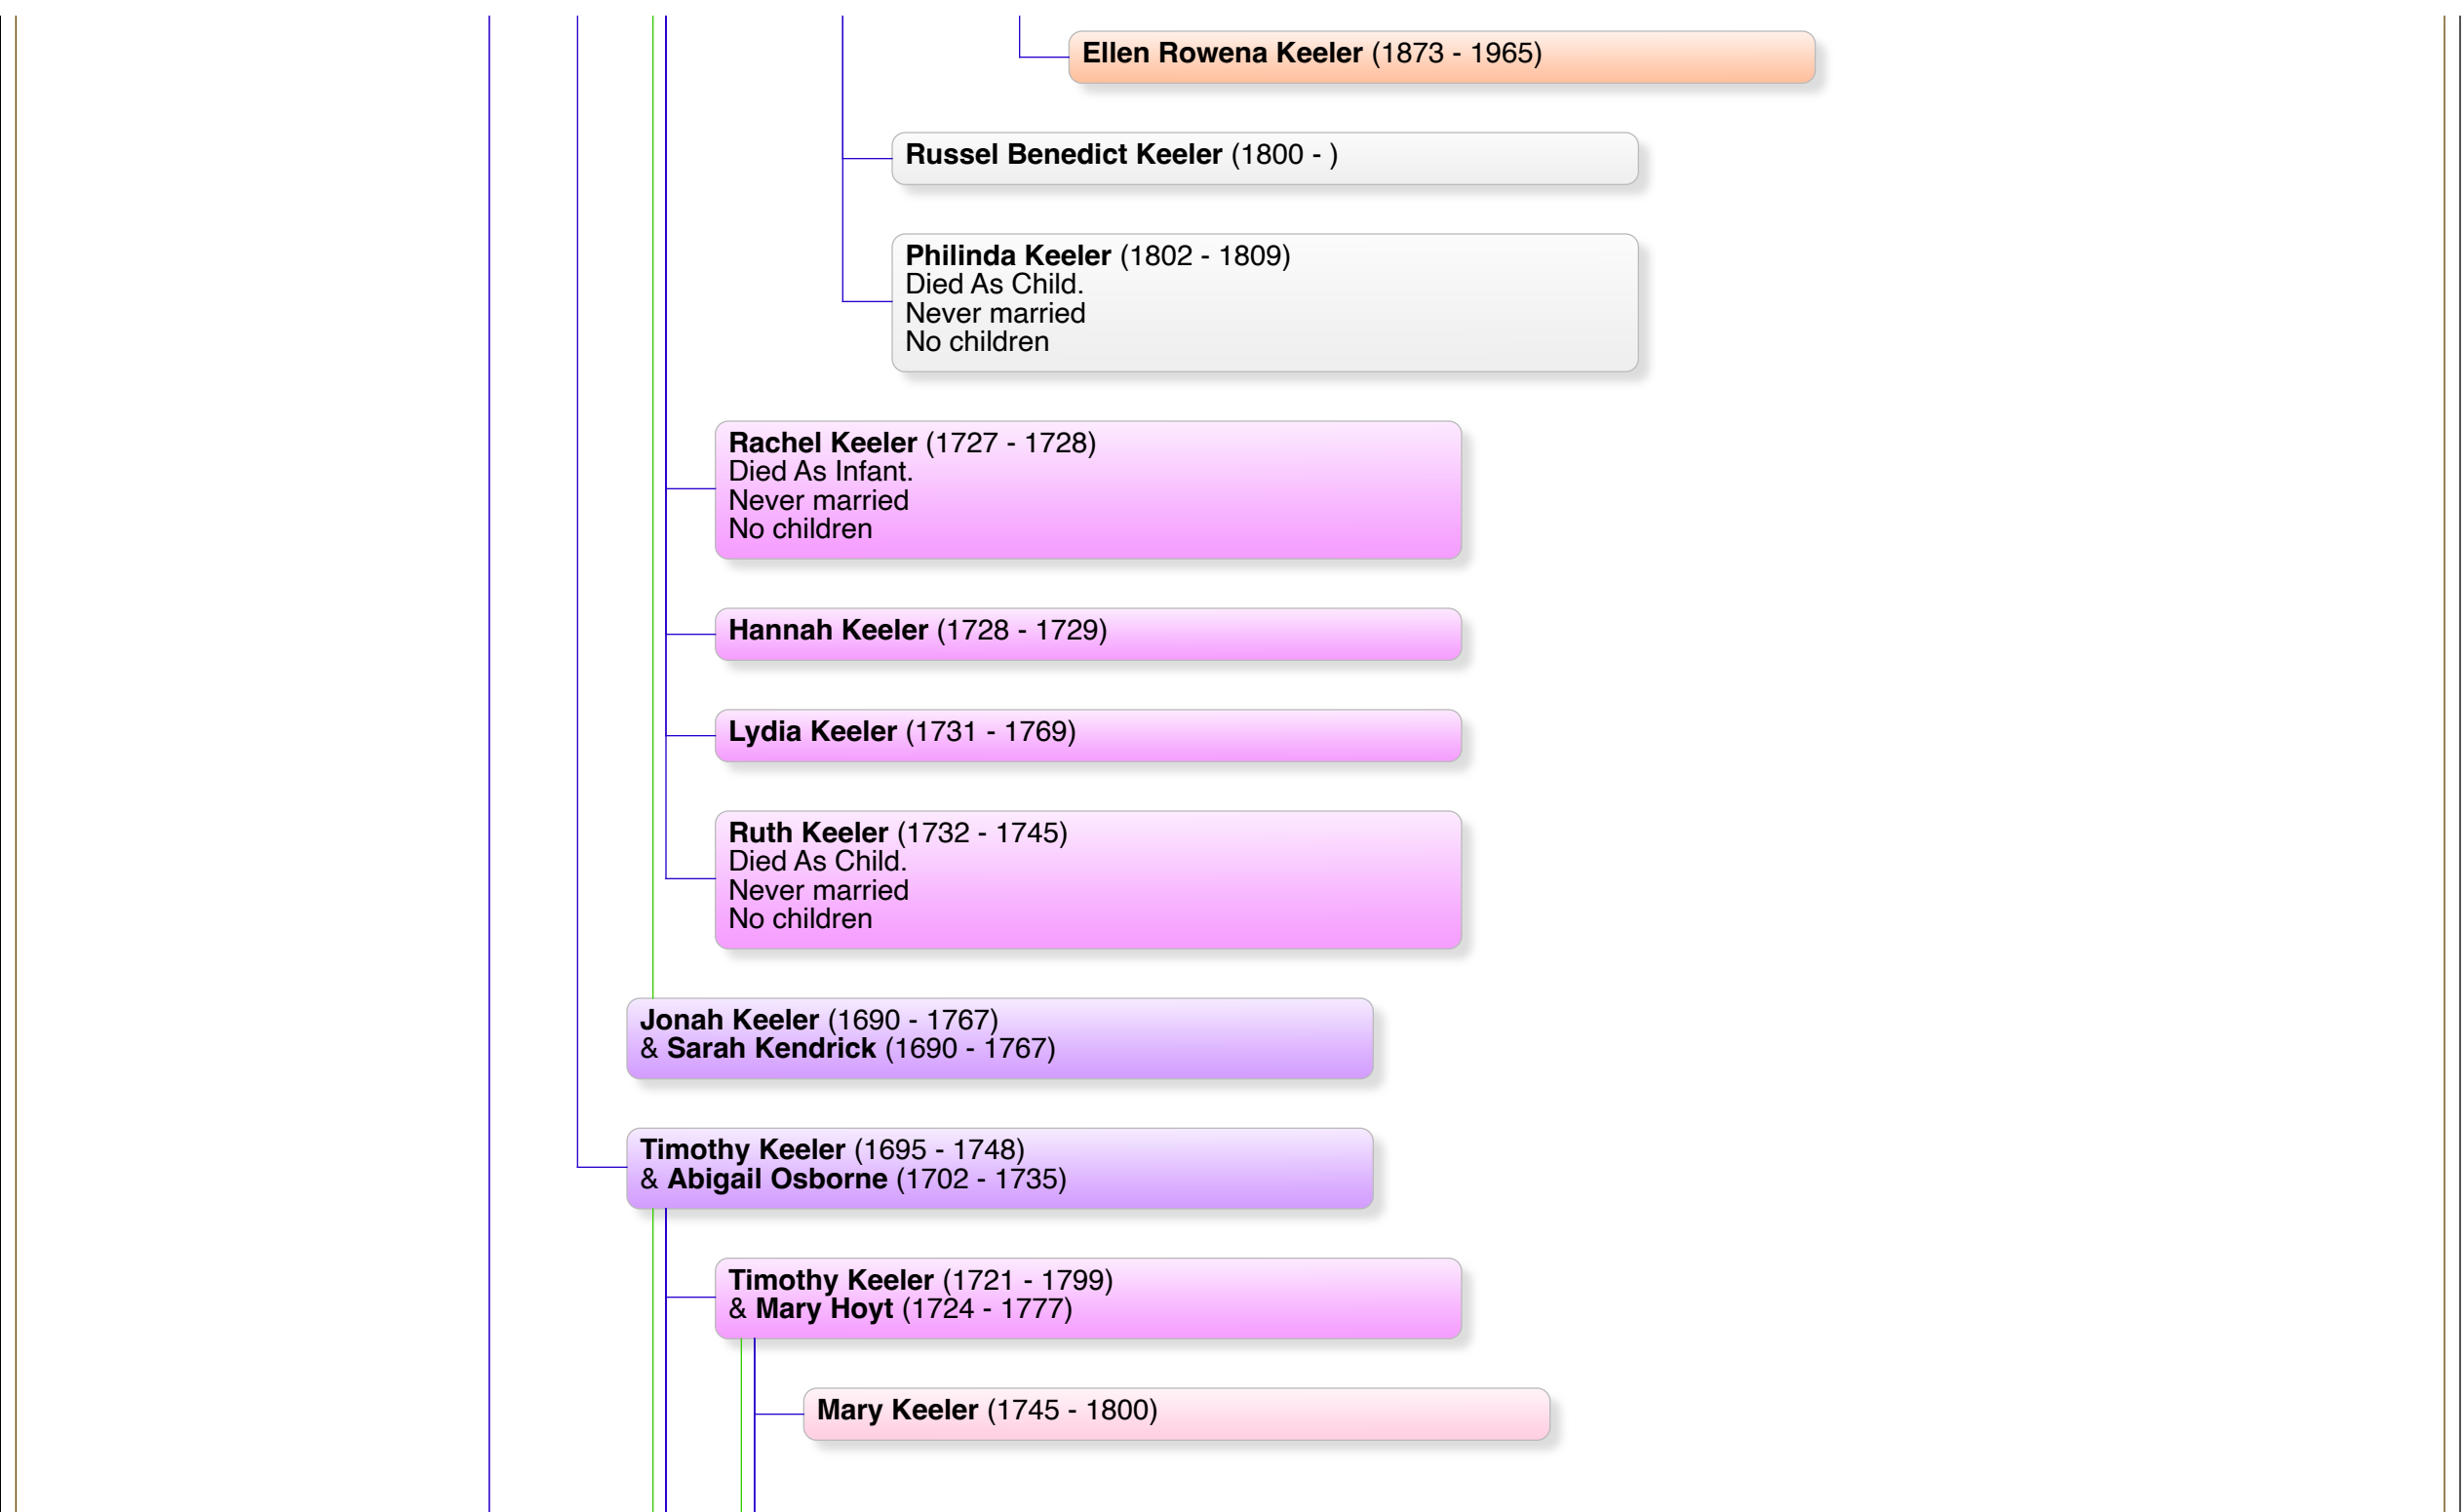 Ellen Rowena Keeler (1873 - 1965)
Russel Benedict Keeler (1800 - )
Philinda Keeler (1802 - 1809)
Died As Child.
Never married
No children
Rachel Keeler (1727 - 1728)
Died As Infant.
Never married
No children
Hannah Keeler (1728 - 1729)
Lydia Keeler (1731 - 1769)
Ruth Keeler (1732 - 1745)
Died As Child.
Never married
No children
Jonah Keeler (1690 - 1767)
& Sarah Kendrick (1690 - 1767)
Timothy Keeler (1695 - 1748)
& Abigail Osborne (1702 - 1735)
Timothy Keeler (1721 - 1799)
& Mary Hoyt (1724 - 1777)
Mary Keeler (1745 - 1800)